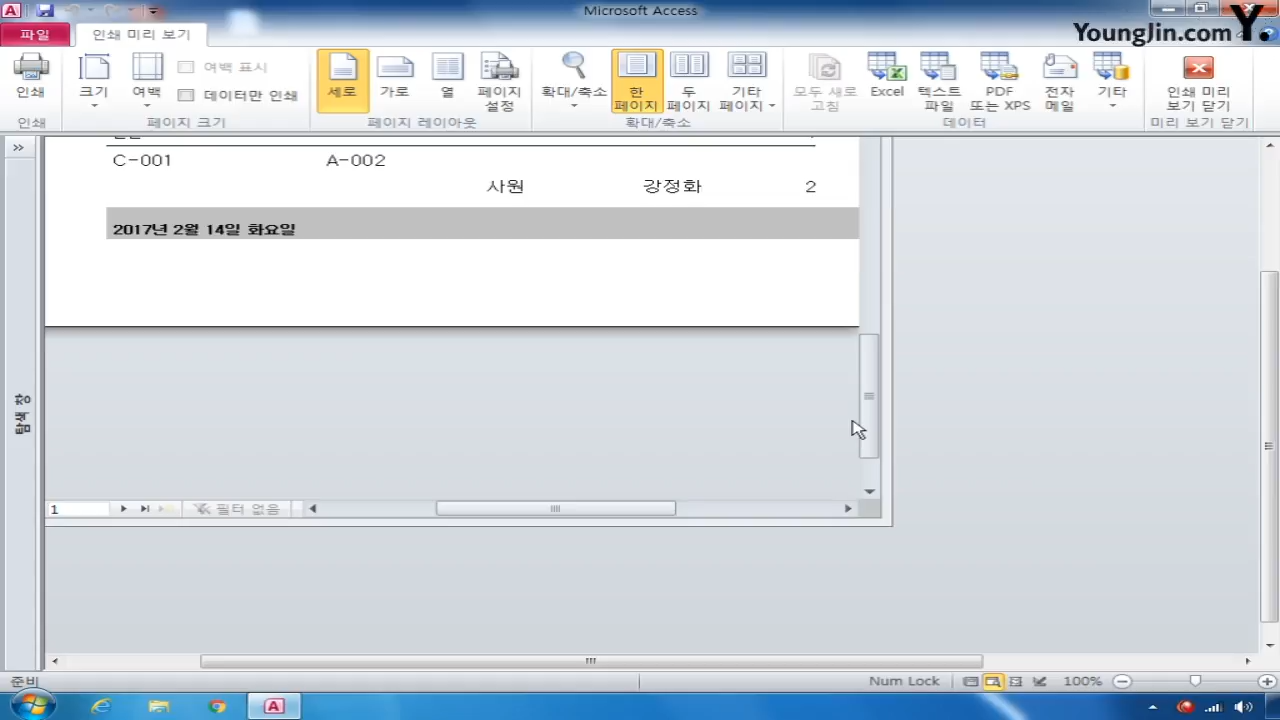 Microsoft Access
YoungJin.com Y.
파일
인쇄 미리 보기
인쇄
크기
여백
여백 표시
데이터만 인쇄
세로
가로
열
페이지 설정
확대/축소
한 페이지
두 페이지
기타 페이지
모두 새로 고침
Excel
텍스트 파일
PDF 또는 XPS
전자 메일
기타
인쇄 미리 보기 닫기
인쇄
페이지 크기
페이지 레이아웃
확대/축소
데이터
미리 보기 닫기
C-001 A-002
사원 강정화 2
2017년 2월 14일 화요일
탐색 창
1
필터 없음
준비
Num Lock
100%